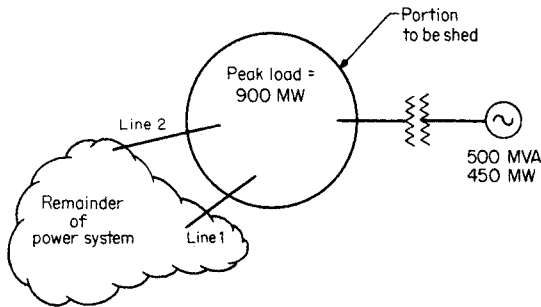 Portion
to be shed
Peak load =
900 MW
Line 2
500 MVA
450 MW
Remainder
of
power system
Line 1